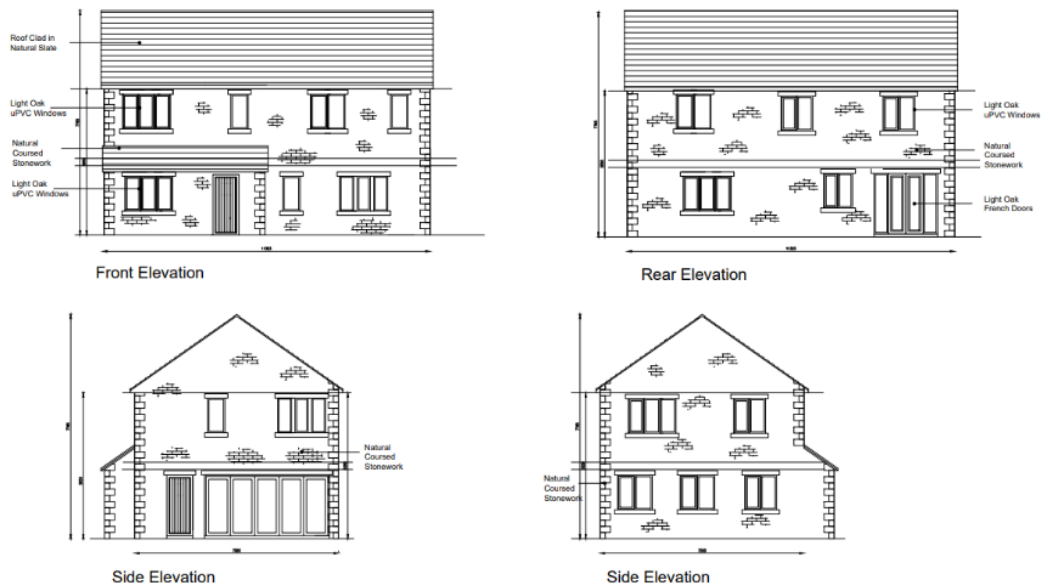 Roof Clad in
Natural Slate
Light Oak
uPVC Windows
Natural
Coursed
Stonework
Light Oak
uPVC Windows
Front Elevation
Light Oak
uPVC Windows
Natural
Coursed
Stonework
Light Oak
French Doors
Rear Elevation
Natural
Coursed
Stonework
Side Elevation
Natural
Coursed
Stonework
Side Elevation